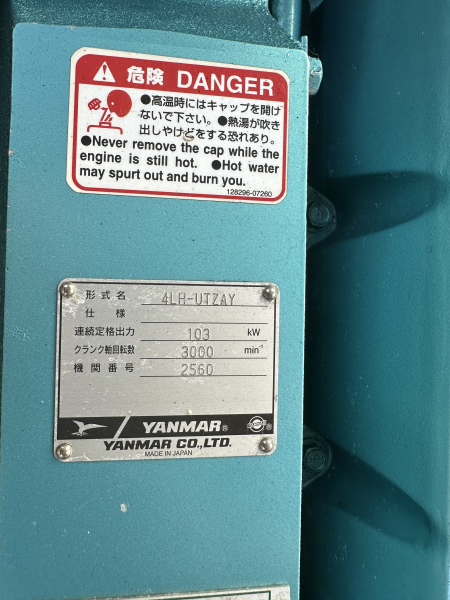 危険 DANGER
●高温時にはキャップを開け
ないで下さい。●熱湯が吹き
出しやけどをする恐れあり。
●Never remove the cap while the
engine is still hot. ●Hot water
may spurt out and burn you.
128296-07260
形式名 4LH-UTZAY
仕様
連続定格出力 103 kW
クランク軸回転数 3000 min⁻¹
機関番号 2560
YANMAR®
YANMAR CO.,LTD.
MADE IN JAPAN